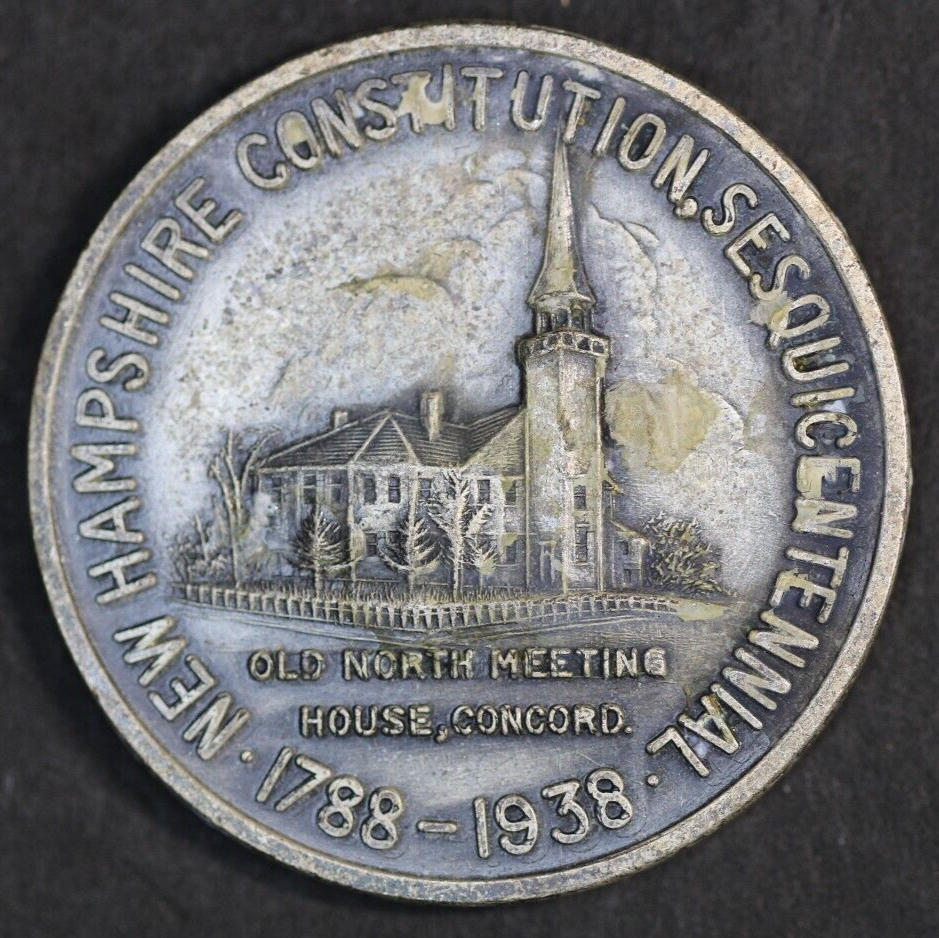 NEW HAMPSHIRE CONSTITUTION, SESQUICENTENNIAL
OLD NORTH MEETING
HOUSE, CONCORD.
· 1788 – 1938 ·